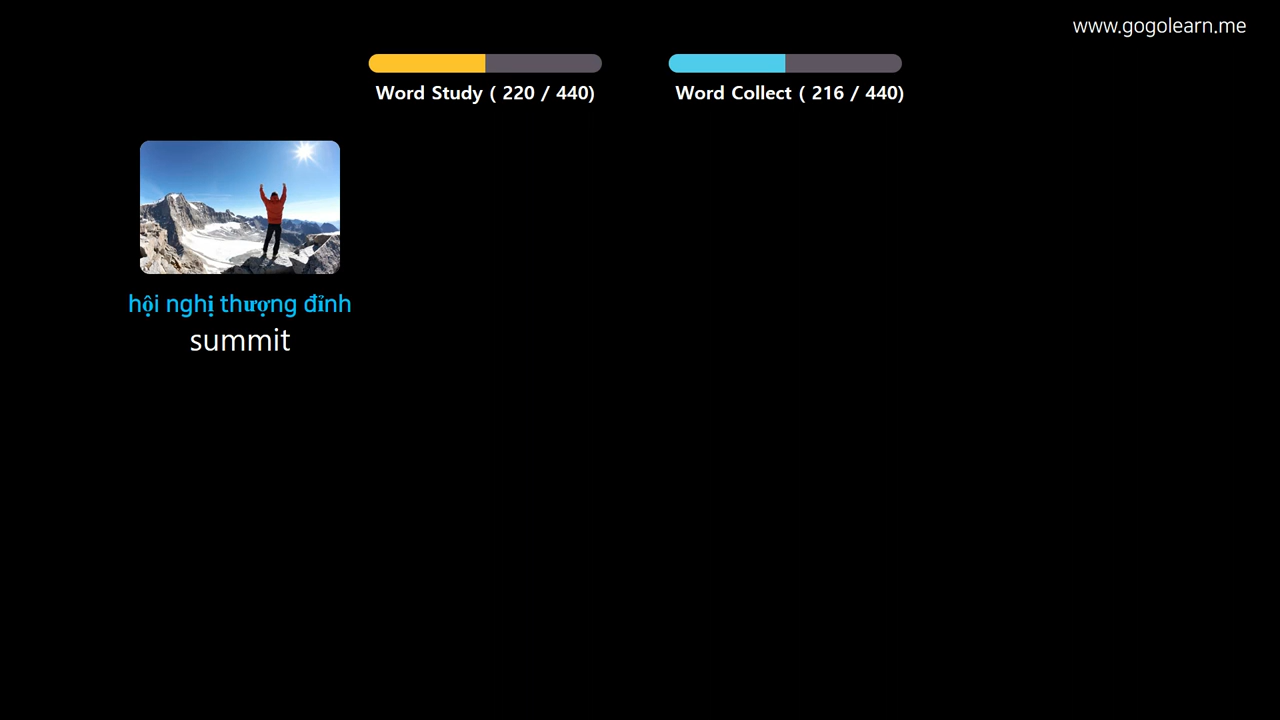 www.gogolearn.me
Word Study ( 220 / 440)
Word Collect ( 216 / 440)
hội nghị thượng đỉnh
summit